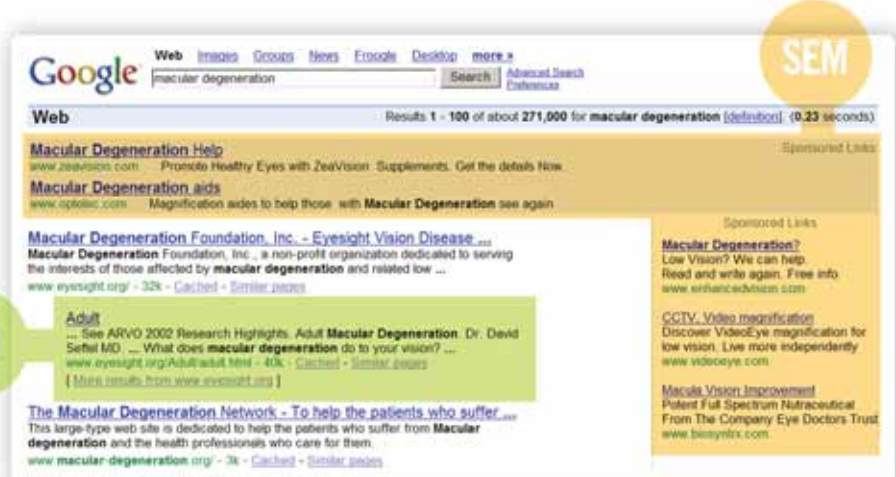 SEM
Google
Web Images Groups News Froogle Desktop more »
macular degeneration Search Advanced Search
Preferences
Web Results 1 - 100 of about 271,000 for macular degeneration [definition]. (0.23 seconds)
Macular Degeneration Help Sponsored Links
www.zeavision.com Promote Healthy Eyes with ZeaVision Supplements. Get the details Now.
Macular Degeneration aids
www.optelec.com Magnification aides to help those with Macular Degeneration see again
Macular Degeneration Foundation, Inc. - Eyesight Vision Disease ...
Macular Degeneration Foundation, Inc., a non-profit organization dedicated to serving
the interests of those affected by macular degeneration and related low ...
www.eyesight.org/ - 32k - Cached - Similar pages
Adult
... See ARVO 2002 Research Highlights. Adult Macular Degeneration. Dr. David
Seftel MD. ... What does macular degeneration do to your vision? ...
www.eyesight.org/Adult/adult.html - 40k - Cached - Similar pages
[ More results from www.eyesight.org ]
The Macular Degeneration Network - To help the patients who suffer ...
This large-type web site is dedicated to help the patients who suffer from Macular
degeneration and the health professionals who care for them.
www.macular-degeneration.org/ - 3k - Cached - Similar pages
Sponsored Links
Macular Degeneration?
Low Vision? We can help.
Read and write again. Free info
www.enhancedvision.com
CCTV, Video magnification
Discover VideoEye magnification for
low vision. Live more independently
www.videoeye.com
Macula Vision Improvement
Potent Full Spectrum Nutraceutical
From The Company Eye Doctors Trust
www.biosyntrx.com